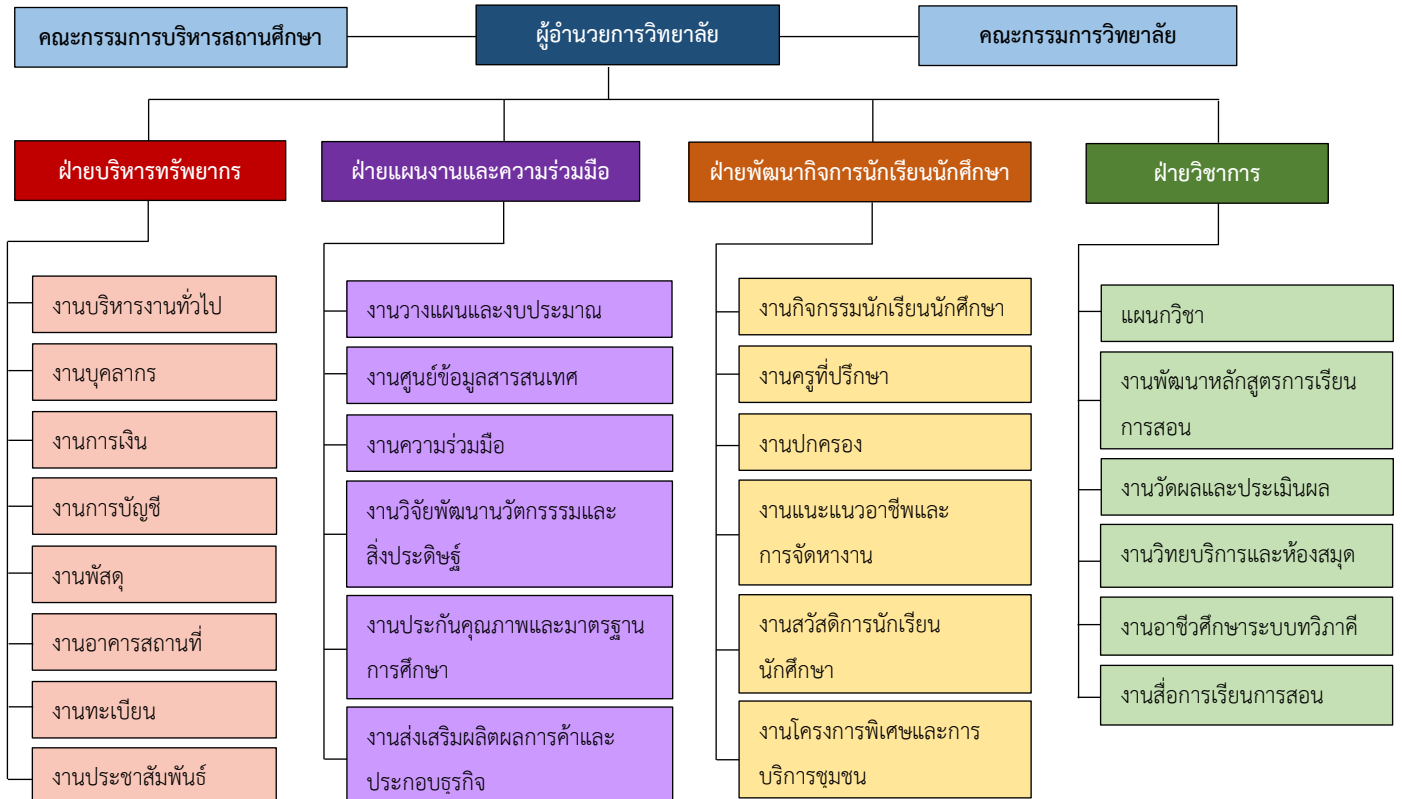 คณะกรรมการบริหารสถานศึกษา
ผู้อำนวยการวิทยาลัย
คณะกรรมการวิทยาลัย
ฝ่ายบริหารทรัพยากร
ฝ่ายแผนงานและความร่วมมือ
ฝ่ายพัฒนากิจการนักเรียนนักศึกษา
ฝ่ายวิชาการ
งานบริหารงานทั่วไป
งานบุคลากร
งานการเงิน
งานการบัญชี
งานพัสดุ
งานอาคารสถานที่
งานทะเบียน
งานประชาสัมพันธ์
งานวางแผนและงบประมาณ
งานศูนย์ข้อมูลสารสนเทศ
งานความร่วมมือ
งานวิจัยพัฒนานวัตกรรรมและ
สิ่งประดิษฐ์
งานประกันคุณภาพและมาตรฐาน
การศึกษา
งานส่งเสริมผลิตผลการค้าและ
ประกอบธุรกิจ
งานกิจกรรมนักเรียนนักศึกษา
งานครูที่ปรึกษา
งานปกครอง
งานแนะแนวอาชีพและ
การจัดหางาน
งานสวัสดิการนักเรียน
นักศึกษา
งานโครงการพิเศษและการ
บริการชุมชน
แผนกวิชา
งานพัฒนาหลักสูตรการเรียน
การสอน
งานวัดผลและประเมินผล
งานวิทยบริการและห้องสมุด
งานอาชีวศึกษาระบบทวิภาคี
งานสื่อการเรียนการสอน